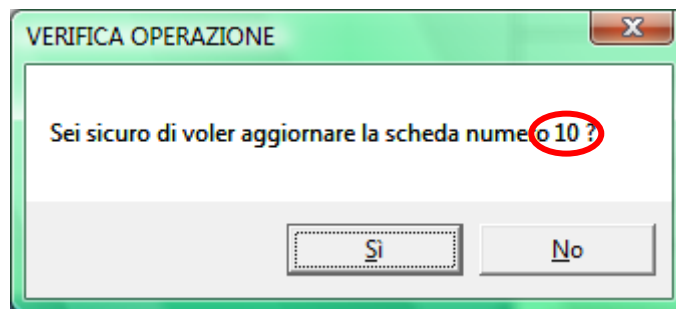 VERIFICA OPERAZIONE
Sei sicuro di voler aggiornare la scheda numero 10 ?
Sì
No